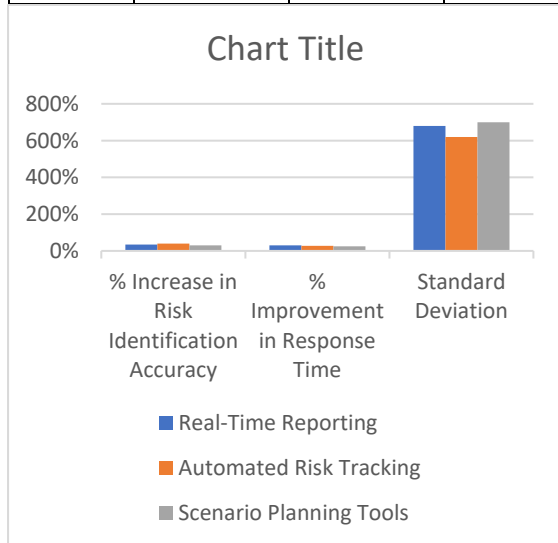 Chart Title
800%
600%
400%
200%
0%
% Increase in
Risk
Identification
Accuracy
%
Improvement
in Response
Time
Standard
Deviation
Real-Time Reporting
Automated Risk Tracking
Scenario Planning Tools